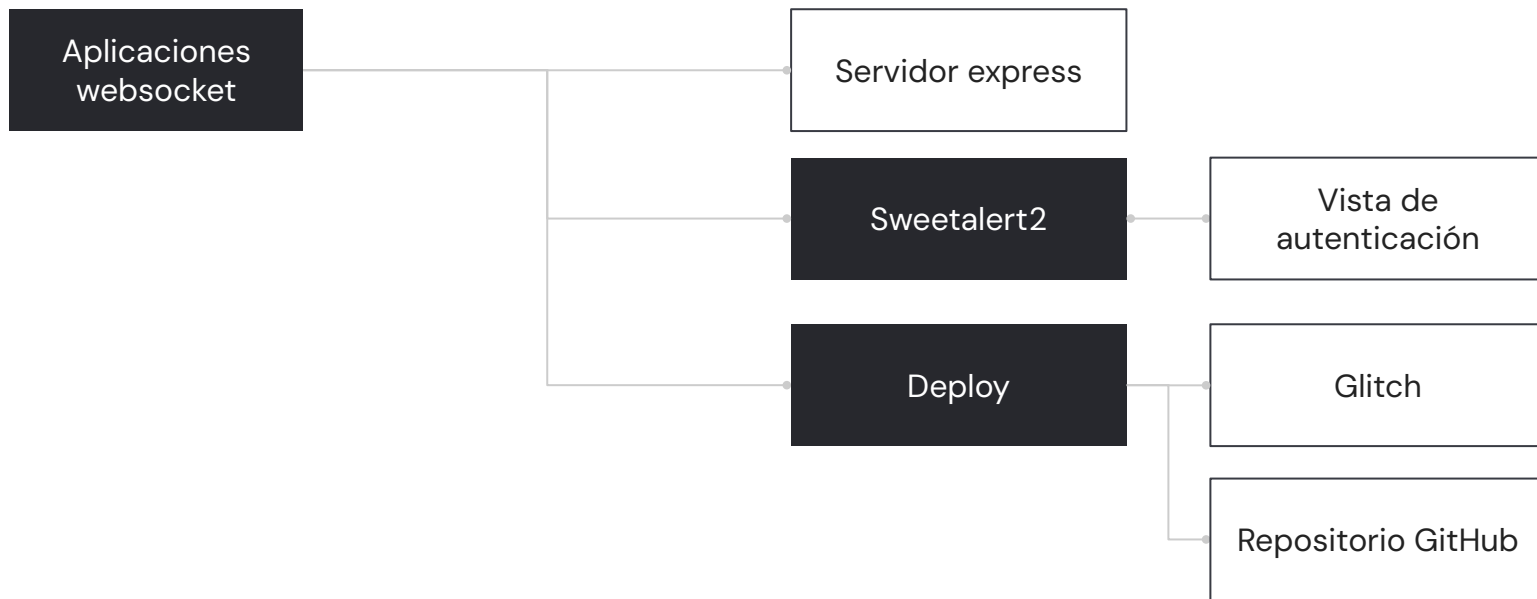 Aplicaciones
websocket
Servidor express
Sweetalert2
Vista de
autenticación
Deploy
Glitch
Repositorio GitHub